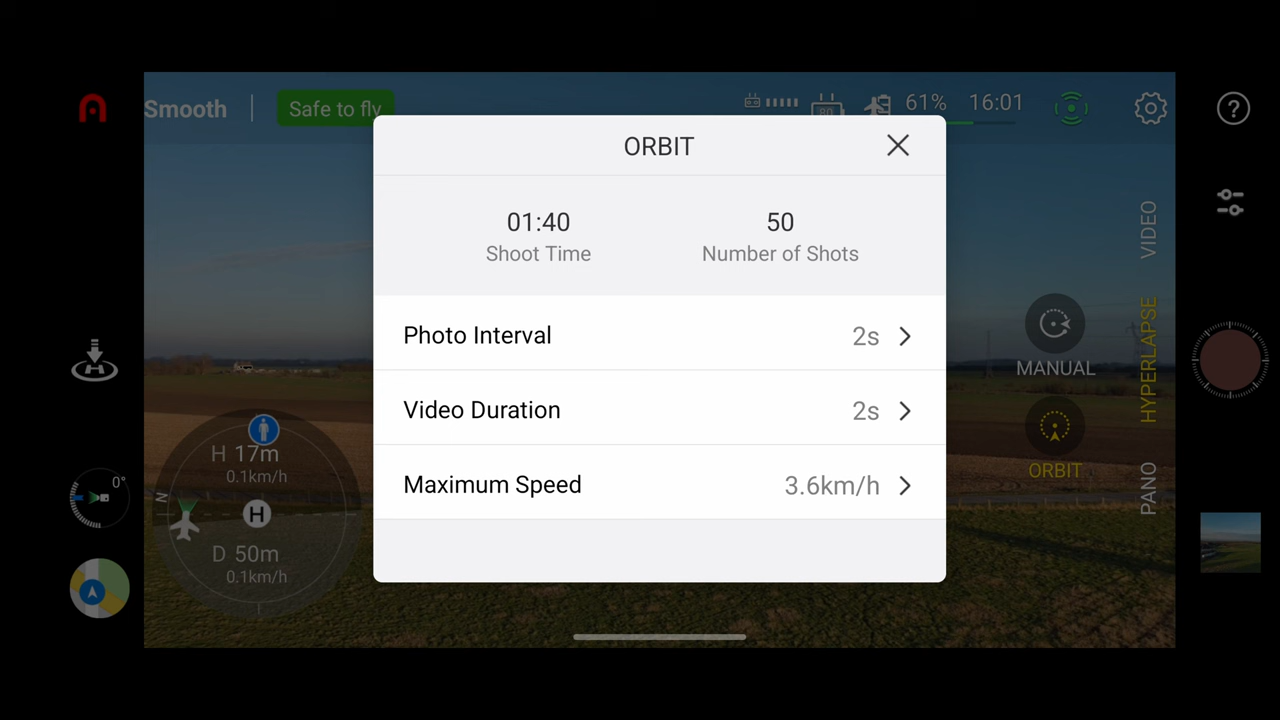 Smooth
Safe to fly
80
61%
16:01
?
ORBIT
01:40
Shoot Time
50
Number of Shots
Photo Interval
2s
Video Duration
2s
Maximum Speed
3.6km/h
VIDEO
HYPERLAPSE
PANO
MANUAL
ORBIT
H
0°
N
H 17m
0.1km/h
H
D 50m
0.1km/h